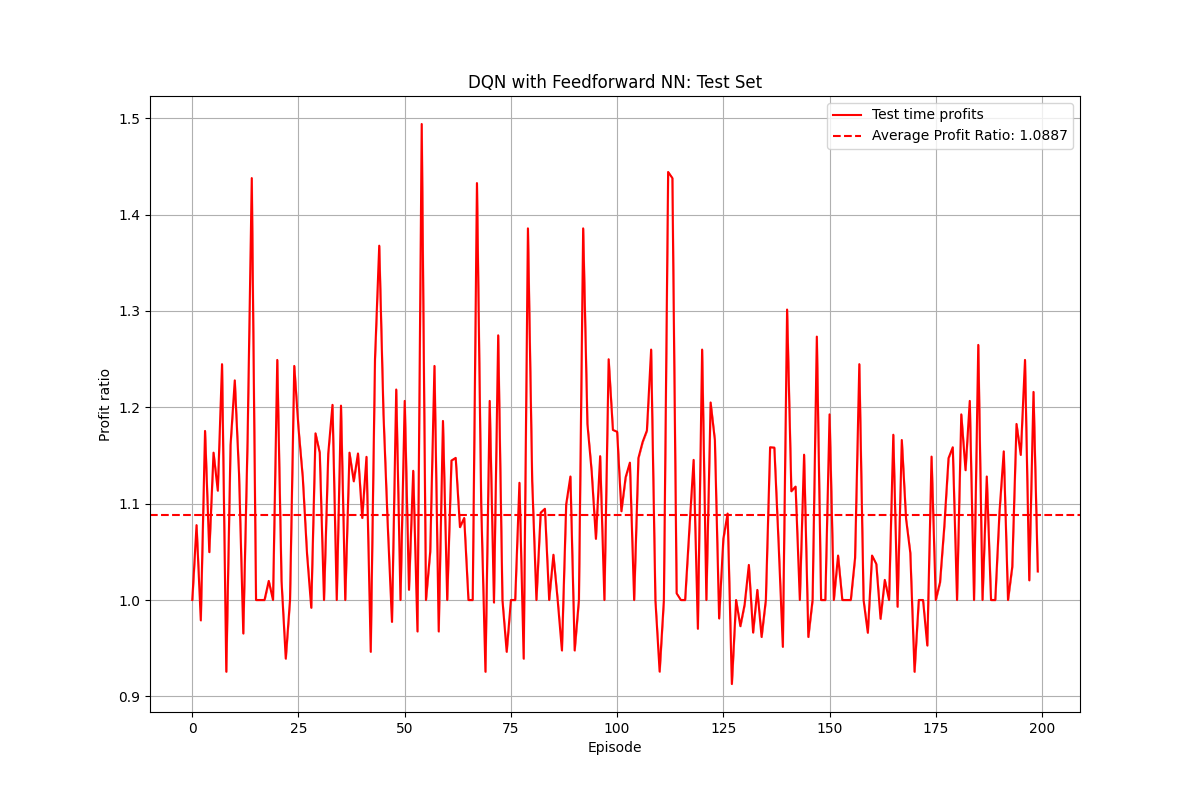 DQN with Feedforward NN: Test Set
Test time profits
Average Profit Ratio: 1.0887
Profit ratio
1.5
1.4
1.3
1.2
1.1
1.0
0.9
0 25 50 75 100 125 150 175 200
Episode